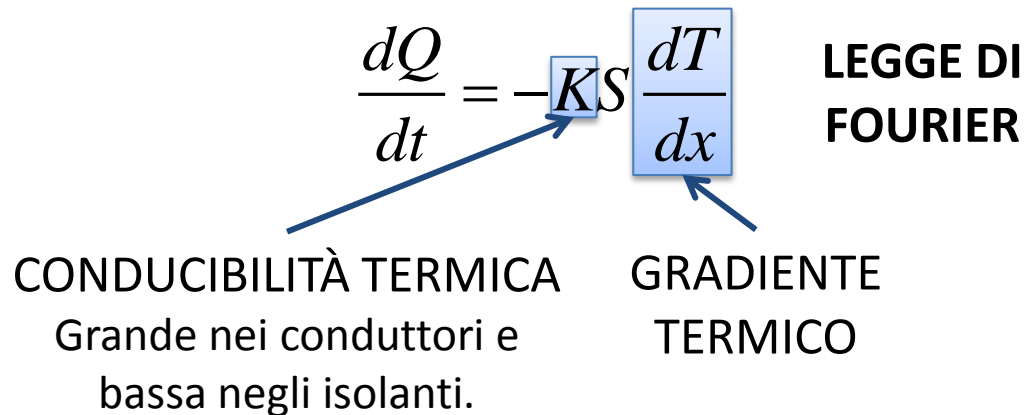 dQ/dt = −KS dT/dx
LEGGE DI
FOURIER
CONDUCIBILITÀ TERMICA
Grande nei conduttori e
bassa negli isolanti.
GRADIENTE
TERMICO